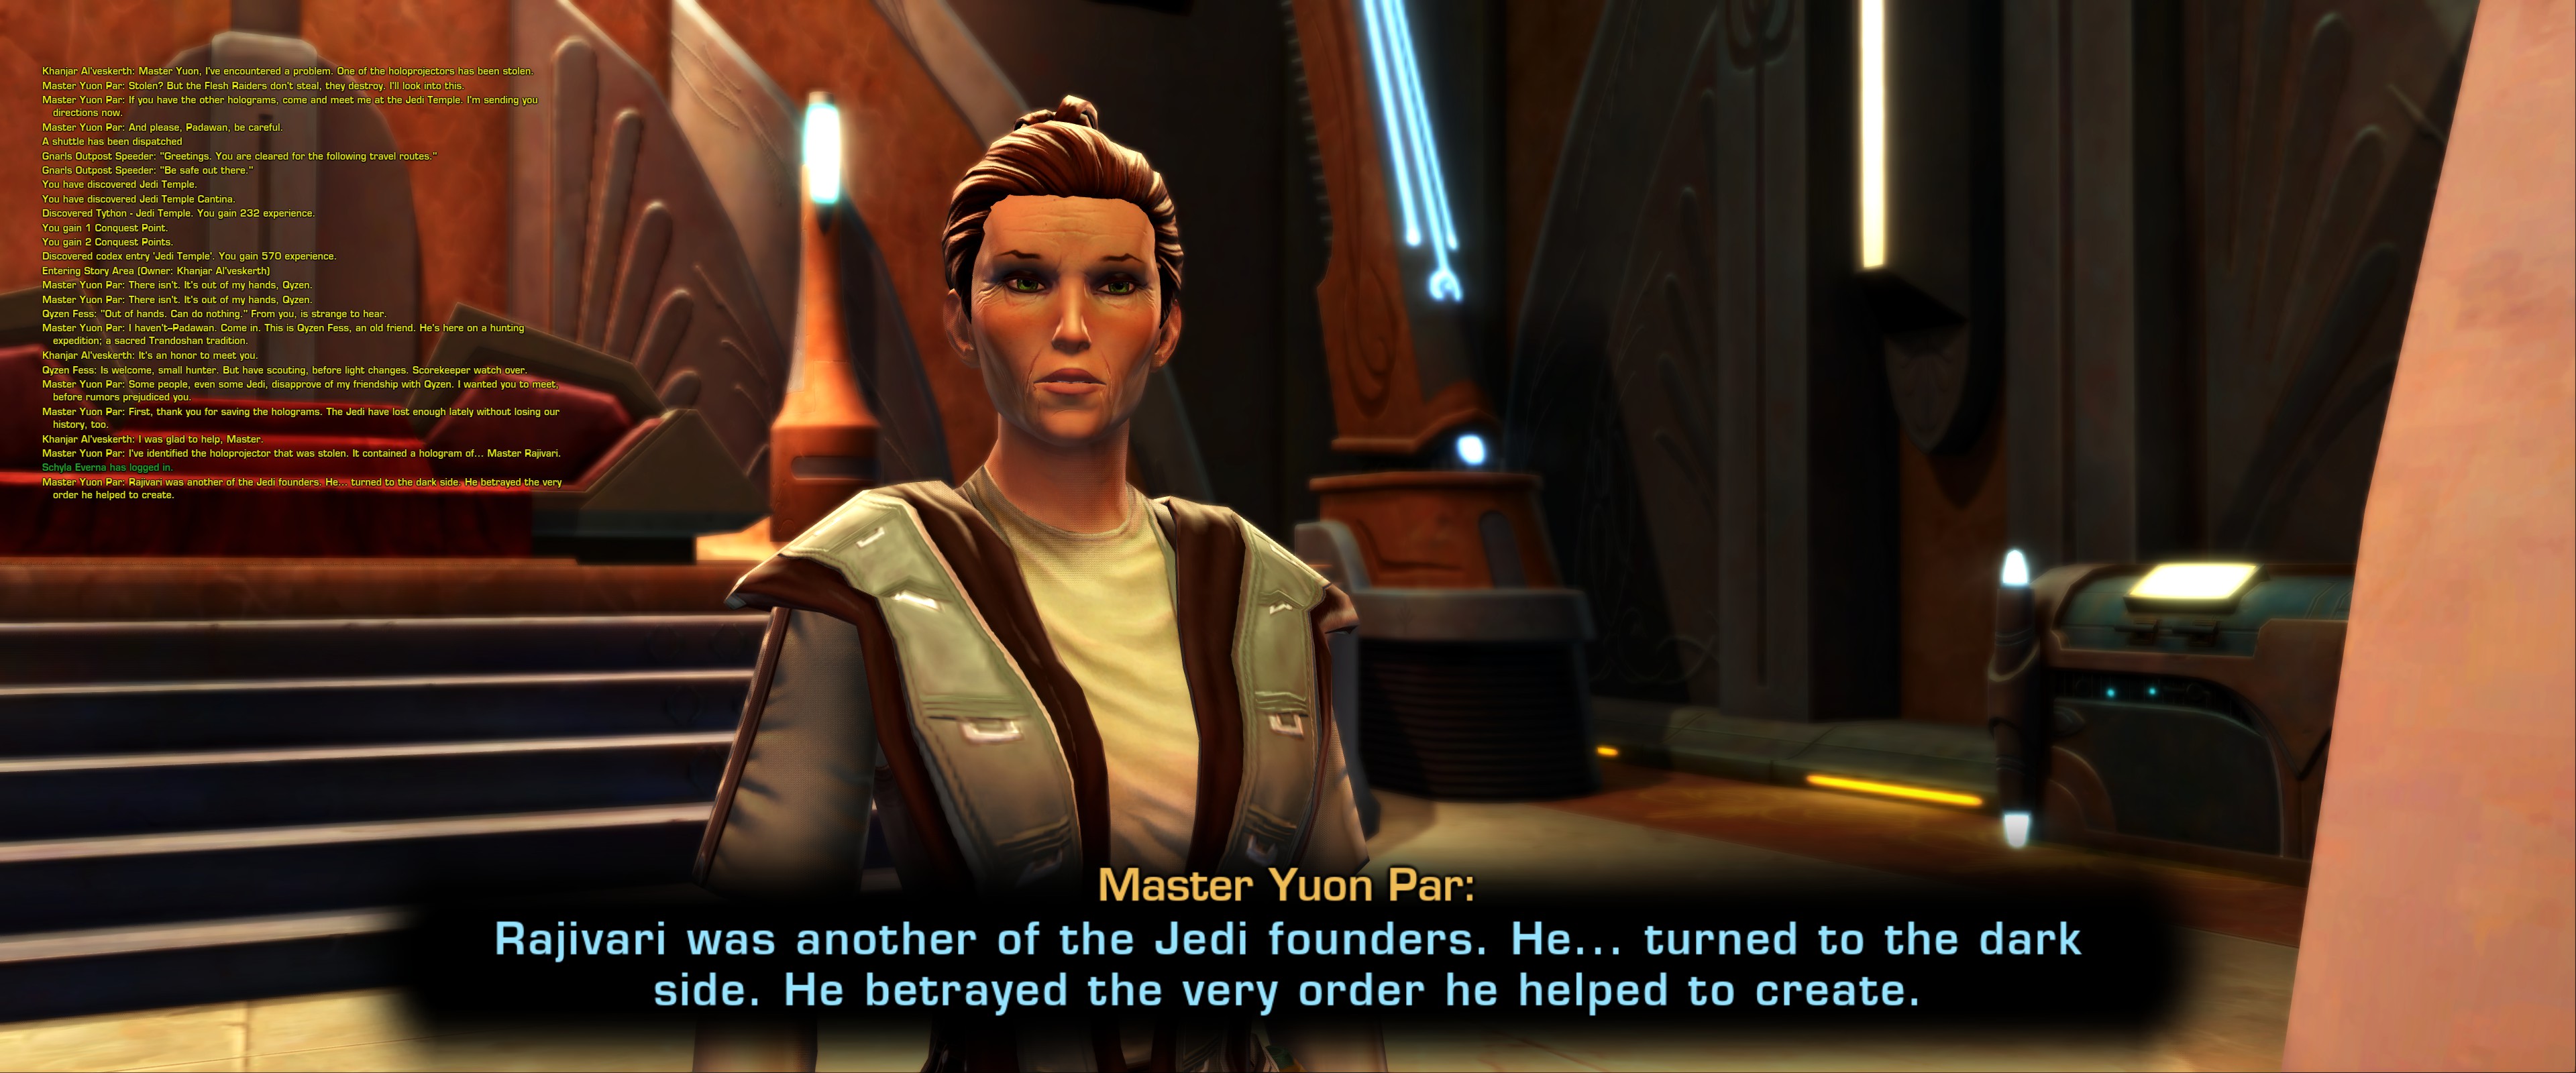 Khanjar Al'veskerth: Master Yuon, I've encountered a problem. One of the holoprojectors has been stolen.
Master Yuon Par: Stolen? But the Flesh Raiders don't steal, they destroy. I'll look into this.
Master Yuon Par: If you have the other holograms, come and meet me at the Jedi Temple. I'm sending you
directions now.
Master Yuon Par: And please, Padawan, be careful.
A shuttle has been dispatched
Gnarls Outpost Speeder: "Greetings. You are cleared for the following travel routes."
Gnarls Outpost Speeder: "Be safe out there."
You have discovered Jedi Temple.
You have discovered Jedi Temple Cantina.
Discovered Tython - Jedi Temple. You gain 232 experience.
You gain 1 Conquest Point.
You gain 2 Conquest Points.
Discovered codex entry 'Jedi Temple'. You gain 570 experience.
Entering Story Area (Owner: Khanjar Al'veskerth)
Master Yuon Par: There isn't. It's out of my hands, Qyzen.
Master Yuon Par: There isn't. It's out of my hands, Qyzen.
Qyzen Fess: "Out of hands. Can do nothing." From you, is strange to hear.
Master Yuon Par: I haven't–Padawan. Come in. This is Qyzen Fess, an old friend. He's here on a hunting
expedition; a sacred Trandoshan tradition.
Khanjar Al'veskerth: It's an honor to meet you.
Qyzen Fess: Is welcome, small hunter. But have scouting, before light changes. Scorekeeper watch over.
Master Yuon Par: Some people, even some Jedi, disapprove of my friendship with Qyzen. I wanted you to meet,
before rumors prejudiced you.
Master Yuon Par: First, thank you for saving the holograms. The Jedi have lost enough lately without losing our
history, too.
Khanjar Al'veskerth: I was glad to help, Master.
Master Yuon Par: I've identified the holoprojector that was stolen. It contained a hologram of... Master Rajivari.
Schyla Everna has logged in.
Master Yuon Par: Rajivari was another of the Jedi founders. He... turned to the dark side. He betrayed the very
order he helped to create.
Master Yuon Par:
Rajivari was another of the Jedi founders. He... turned to the dark
side. He betrayed the very order he helped to create.